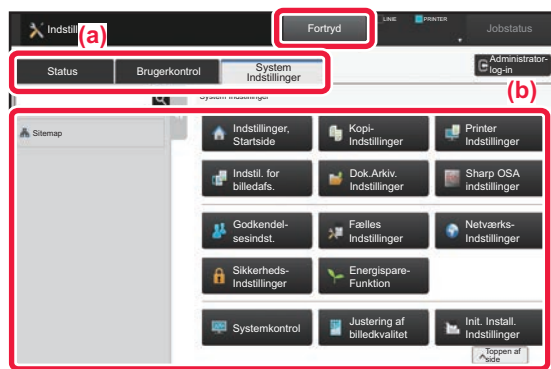 Indstil
(a)
Fortryd
LINIE
PRINTER
Jobstatus
Status
Brugerkontrol
System
Indstillinger
Administrator-
log-in
(b)
System Indstillinger
Sitemap
Indstillinger,
Startside
Kopi-
Indstillinger
Printer
Indstillinger
Indstil. for
billedafs.
Dok.Arkiv.
Indstillinger
Sharp OSA
indstillinger
Godkendel-
sesindst.
Fælles
Indstillinger
Netværks-
Indstillinger
Sikkerheds-
Indstillinger
Energispare-
Funktion
Systemkontrol
Justering af
billedkvalitet
Init. Install.
Indstillinger
Toppen af
side